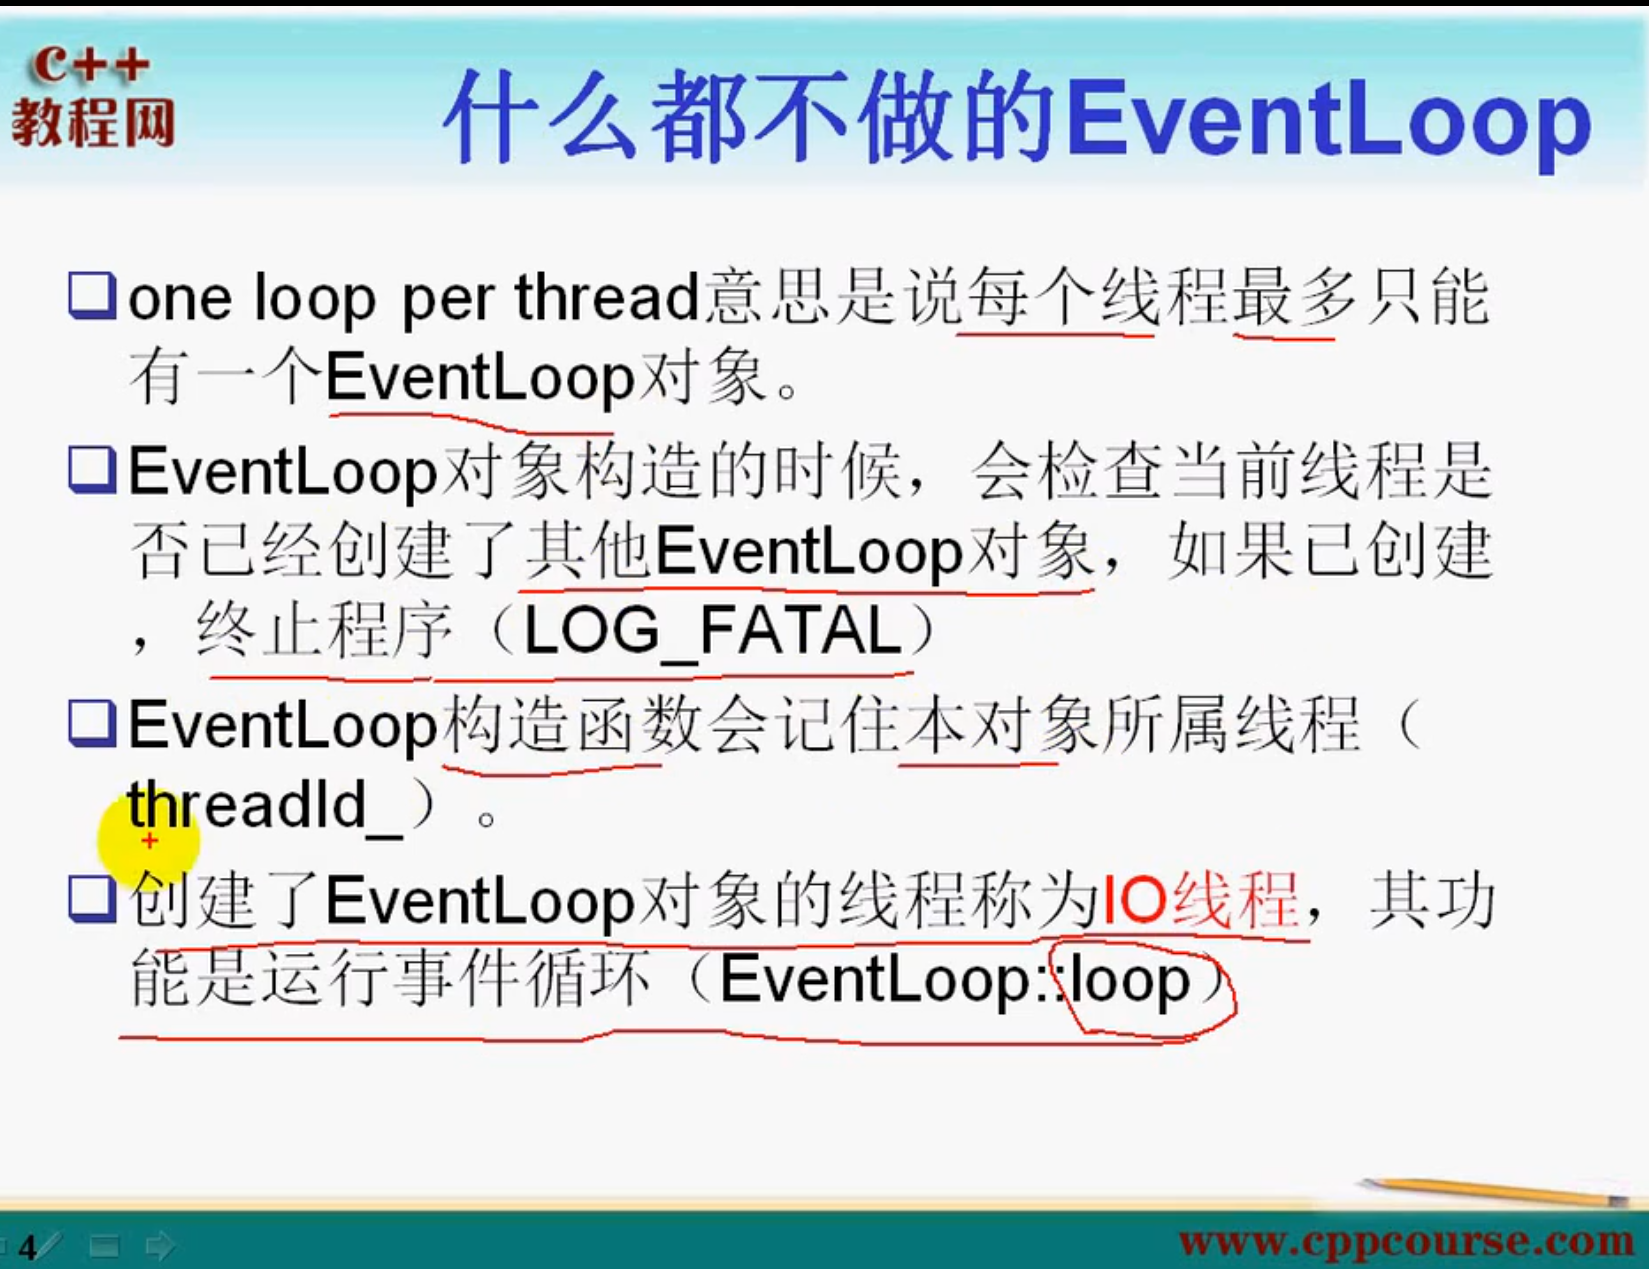 C++
教程网
什么都不做的EventLoop
one loop per thread意思是说每个线程最多只能
有一个EventLoop对象。
EventLoop对象构造的时候，会检查当前线程是
否已经创建了其他EventLoop对象，如果已创建
，终止程序（LOG_FATAL）
EventLoop构造函数会记住本对象所属线程（
threadId_）。
创建了EventLoop对象的线程称为IO线程，其功
能是运行事件循环（EventLoop::loop）
4
www.cppcourse.com